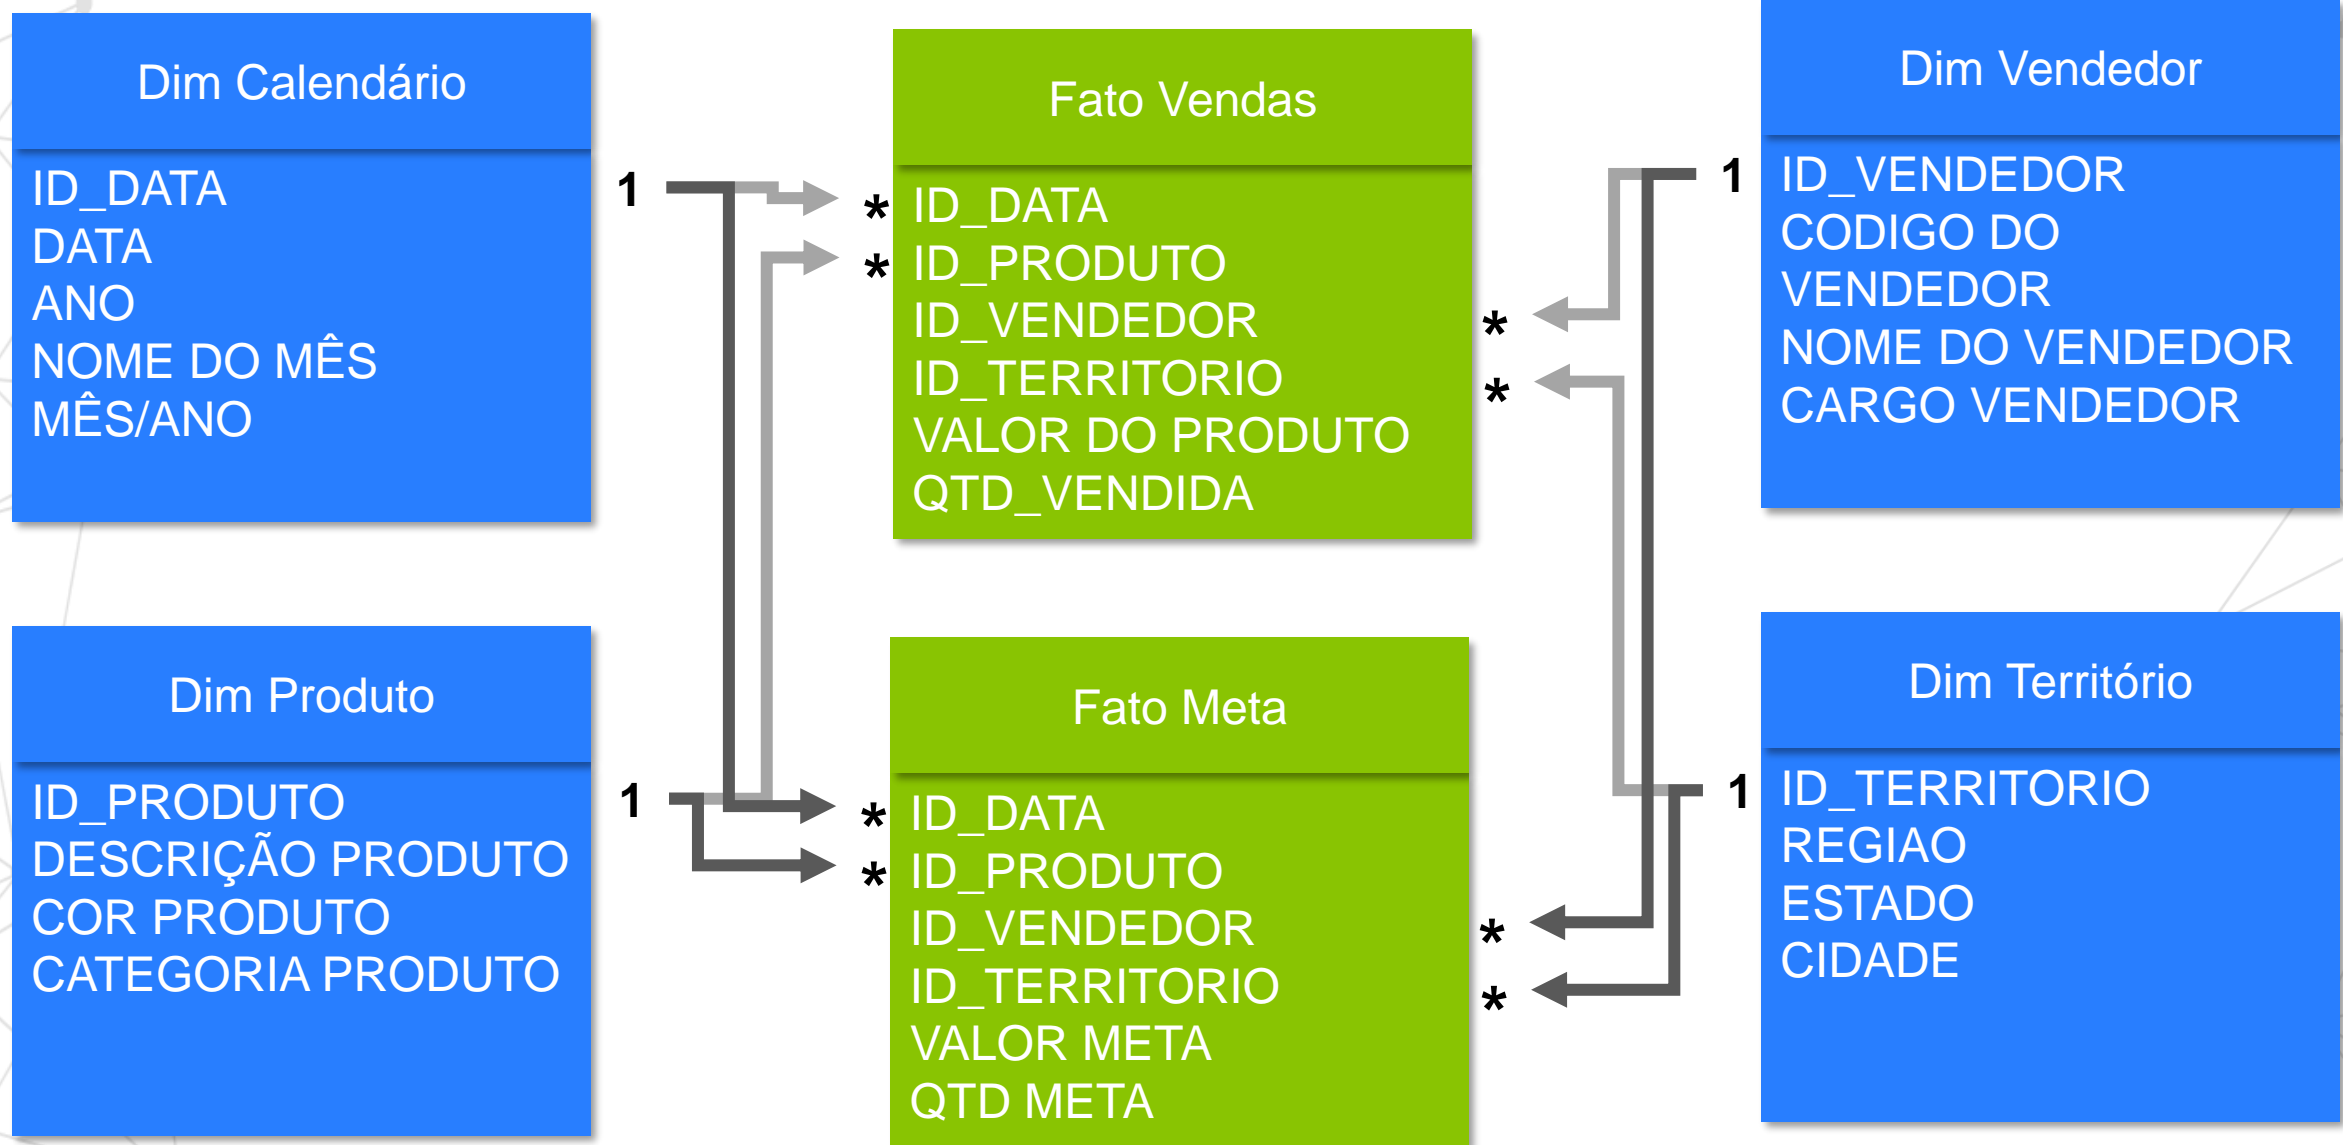 Dim Calendário
ID_DATA
DATA
ANO
NOME DO MÊS
MÊS/ANO
1
*
*
Fato Vendas
ID_DATA
ID_PRODUTO
ID_VENDEDOR
ID_TERRITORIO
VALOR DO PRODUTO
QTD_VENDIDA
*
*
1
Dim Vendedor
ID_VENDEDOR
CODIGO DO
VENDEDOR
NOME DO VENDEDOR
CARGO VENDEDOR
Dim Produto
ID_PRODUTO
DESCRIÇÃO PRODUTO
COR PRODUTO
CATEGORIA PRODUTO
1
*
*
Fato Meta
ID_DATA
ID_PRODUTO
ID_VENDEDOR
ID_TERRITORIO
VALOR META
QTD META
*
*
1
Dim Território
ID_TERRITORIO
REGIAO
ESTADO
CIDADE